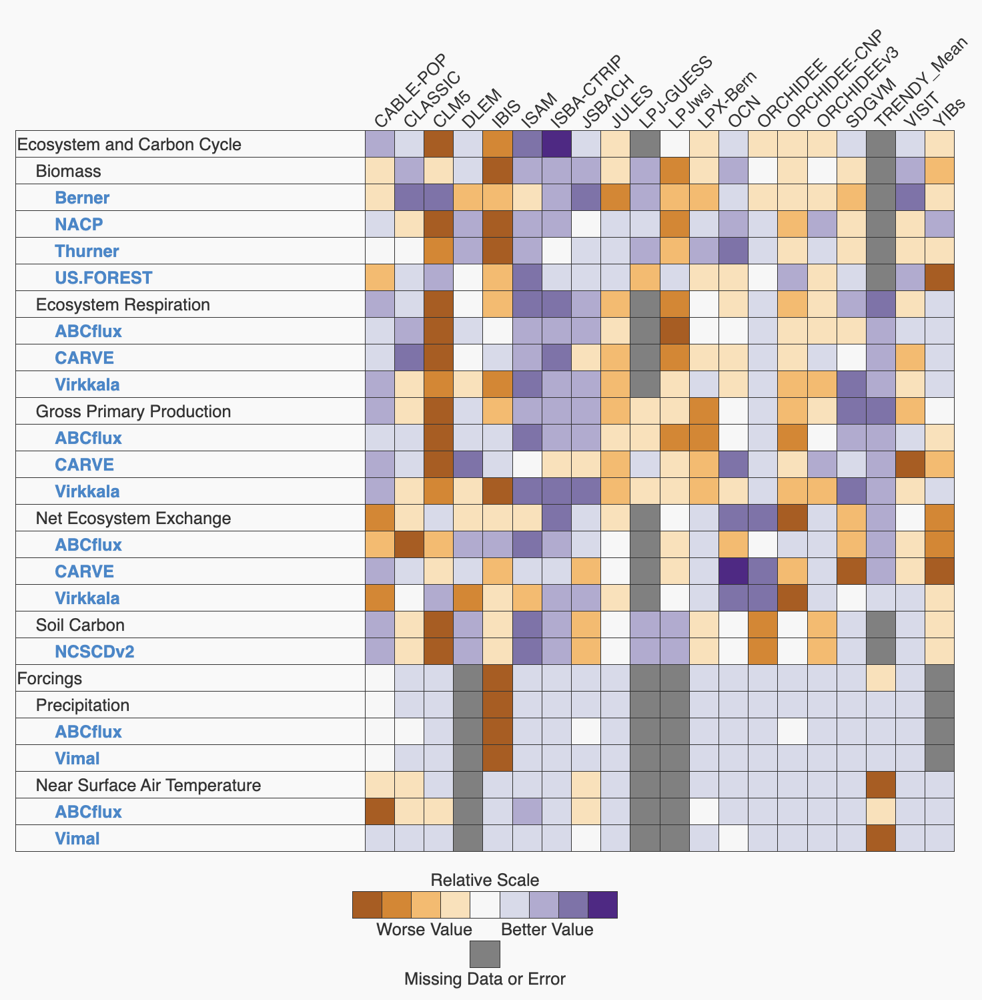 CABLE-POP
CLASSIC
CLM5
DLEM
IBIS
ISAM
ISBA-CTRIP
JSBACH
JULES
LPJ-GUESS
LPJwsl
LPX-Bern
OCN
ORCHIDEE
ORCHIDEE-CNP
ORCHIDEEv3
SDGVM
TRENDY_Mean
VISIT
YIBs
Ecosystem and Carbon Cycle
Biomass
Berner
NACP
Thurner
US.FOREST
Ecosystem Respiration
ABCflux
CARVE
Virkkala
Gross Primary Production
ABCflux
CARVE
Virkkala
Net Ecosystem Exchange
ABCflux
CARVE
Virkkala
Soil Carbon
NCSCDv2
Forcings
Precipitation
ABCflux
Vimal
Near Surface Air Temperature
ABCflux
Vimal
Relative Scale
Worse Value Better Value
Missing Data or Error